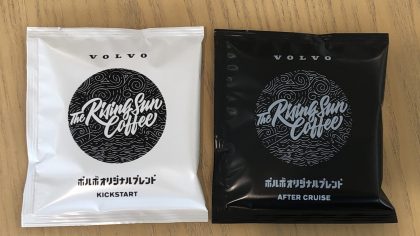 VOLVO
The Rising Sun
Coffee
ボルボオリジナルブレンド
KICKSTART
VOLVO
The Rising Sun
Coffee
ボルボオリジナルブレンド
AFTER CRUISE